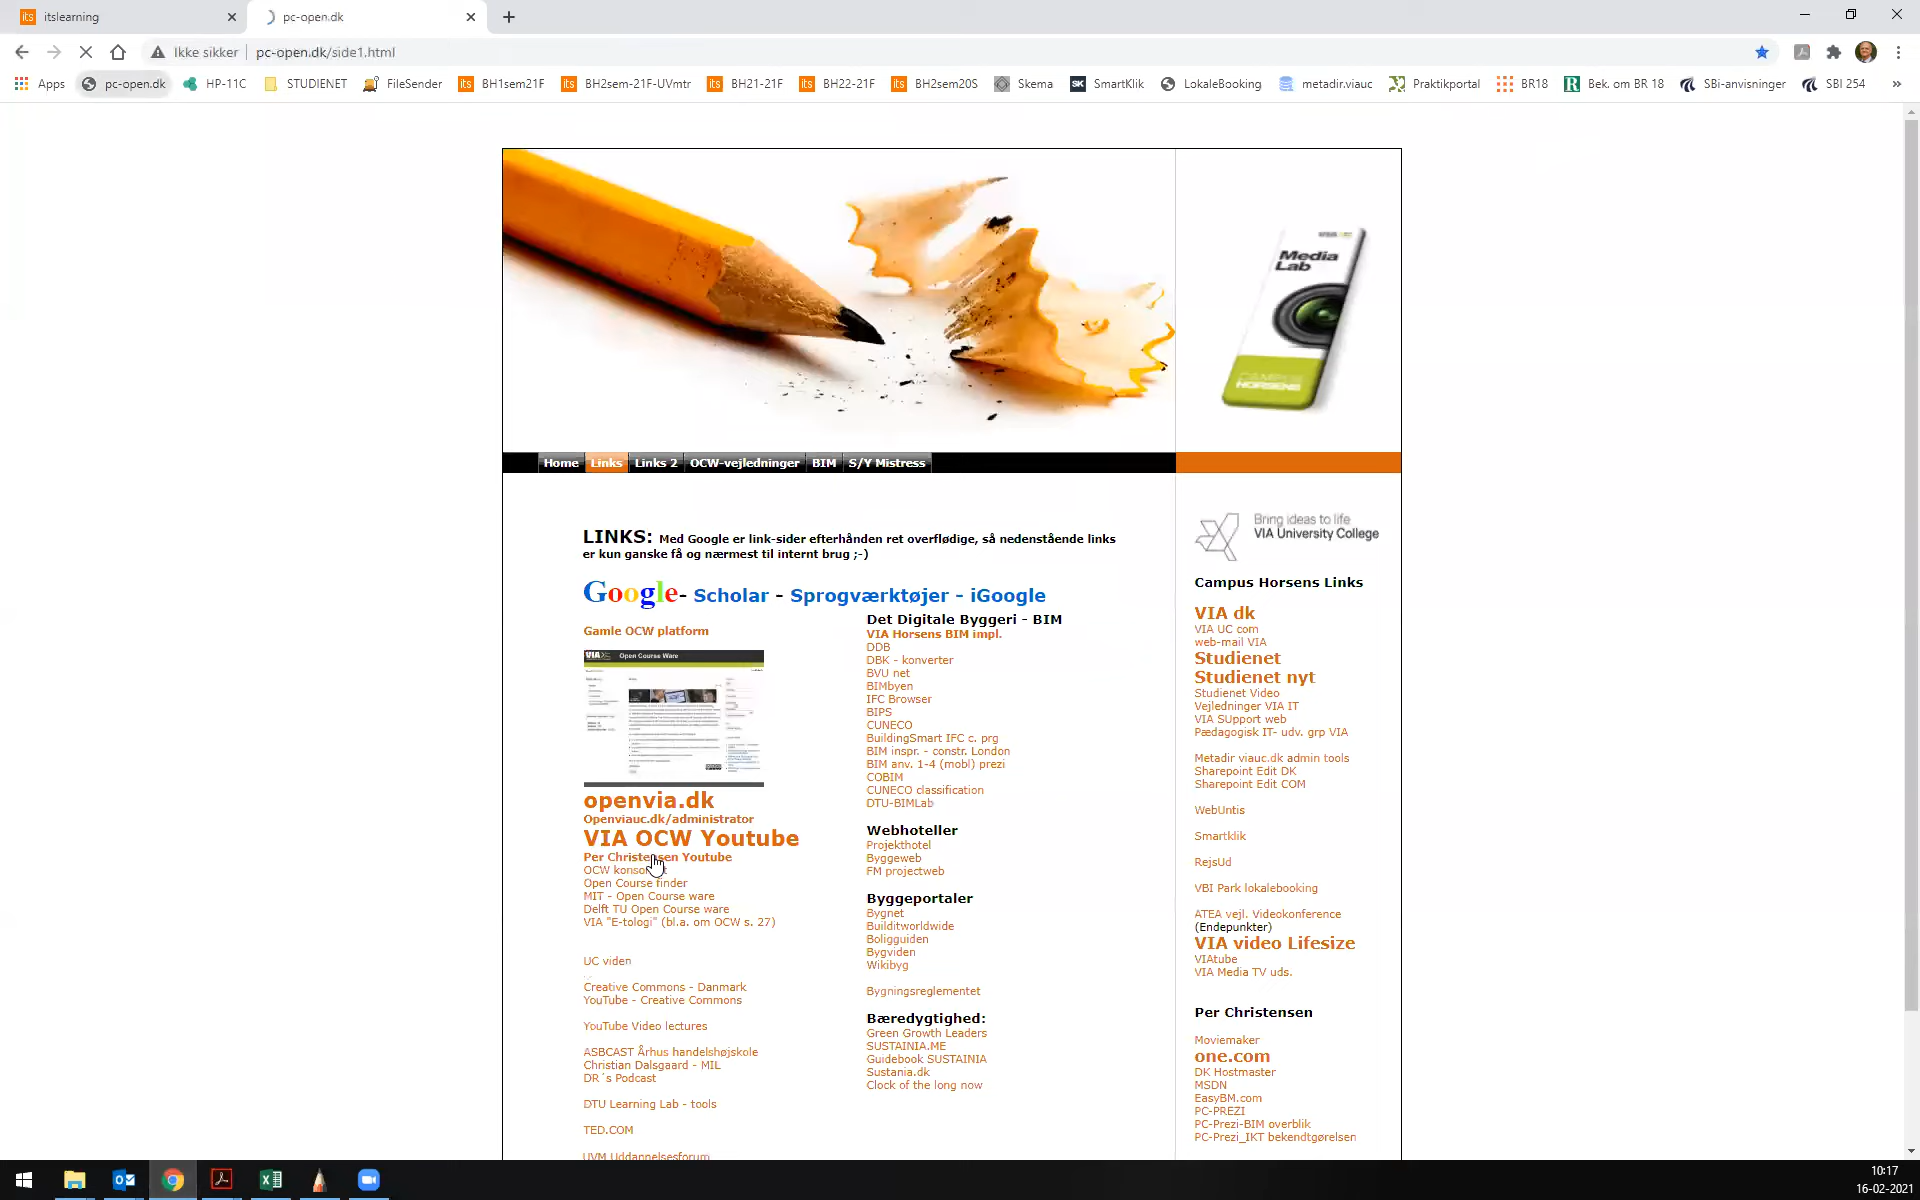 itslearning
pc-open.dk
Ikke sikker
pc-open.dk/side1.html
Apps
pc-open.dk
HP-11C
STUDIENET
FileSender
BH1sem21F
BH2sem-21F-UVmtr
BH21-21F
BH22-21F
BH2sem20S
Skema
SmartKlik
LokaleBooking
metadir.viauc
Praktikportal
BR18
Bek. om BR 18
SBi-anvisninger
SBI 254
»
Media
Lab
CAMPUS
HORSENS
Home
Links
Links 2
OCW-vejledninger
BIM
S/Y Mistress
LINKS: Med Google er link-sider efterhånden ret overflødige, så nedenstående links
er kun ganske få og nærmest til internt brug ;-)
Google- Scholar - Sprogværktøjer - iGoogle
Gamle OCW platform
VIA Open Course Ware
openvia.dk
Openviauc.dk/administrator
VIA OCW Youtube
Per Christensen Youtube
OCW
Open Course finder
MIT - Open Course ware
Delft TU Open Course ware
VIA "E-tologi" (bl.a. om OCW s. 27)
UC viden
Creative Commons - Danmark
YouTube - Creative Commons
YouTube Video lectures
ASBCAST Århus handelshøjskole
Christian Dalsgaard - MIL
DR´s Podcast
DTU Learning Lab - tools
TED.COM
UVM Uddannelsesforum
Det Digitale Byggeri - BIM
VIA Horsens BIM impl.
DDB
DBK - konverter
BVU net
BIMbyen
IFC Browser
BIPS
CUNECO
BuildingSmart IFC c. prg
BIM inspr. - constr. London
BIM anv. 1-4 (mobl) prezi
COBIM
CUNECO classification
DTU-BIMLab
Webhoteller
Projekthotel
Byggeweb
FM projectweb
Byggeportaler
Bygnet
Builditworldwide
Boligguiden
Bygviden
Wikibyg
Bygningsreglementet
Bæredygtighed:
Green Growth Leaders
SUSTAINIA.ME
Guidebook SUSTAINIA
Sustania.dk
Clock of the long now
Bring ideas to life
VIA University College
Campus Horsens Links
VIA dk
VIA UC com
web-mail VIA
Studienet
Studienet nyt
Studienet Video
Vejledninger VIA IT
VIA SUpport web
Pædagogisk IT- udv. grp VIA
Metadir viauc.dk admin tools
Sharepoint Edit DK
Sharepoint Edit COM
WebUntis
Smartklik
RejsUd
VBI Park lokalebooking
ATEA vejl. Videokonference
(Endepunkter)
VIA video Lifesize
VIAtube
VIA Media TV uds.
Per Christensen
Moviemaker
one.com
DK Hostmaster
MSDN
EasyBM.com
PC-PREZI
PC-Prezi-BIM overblik
PC-Prezi_IKT bekendtgørelsen
10:17
16-02-2021